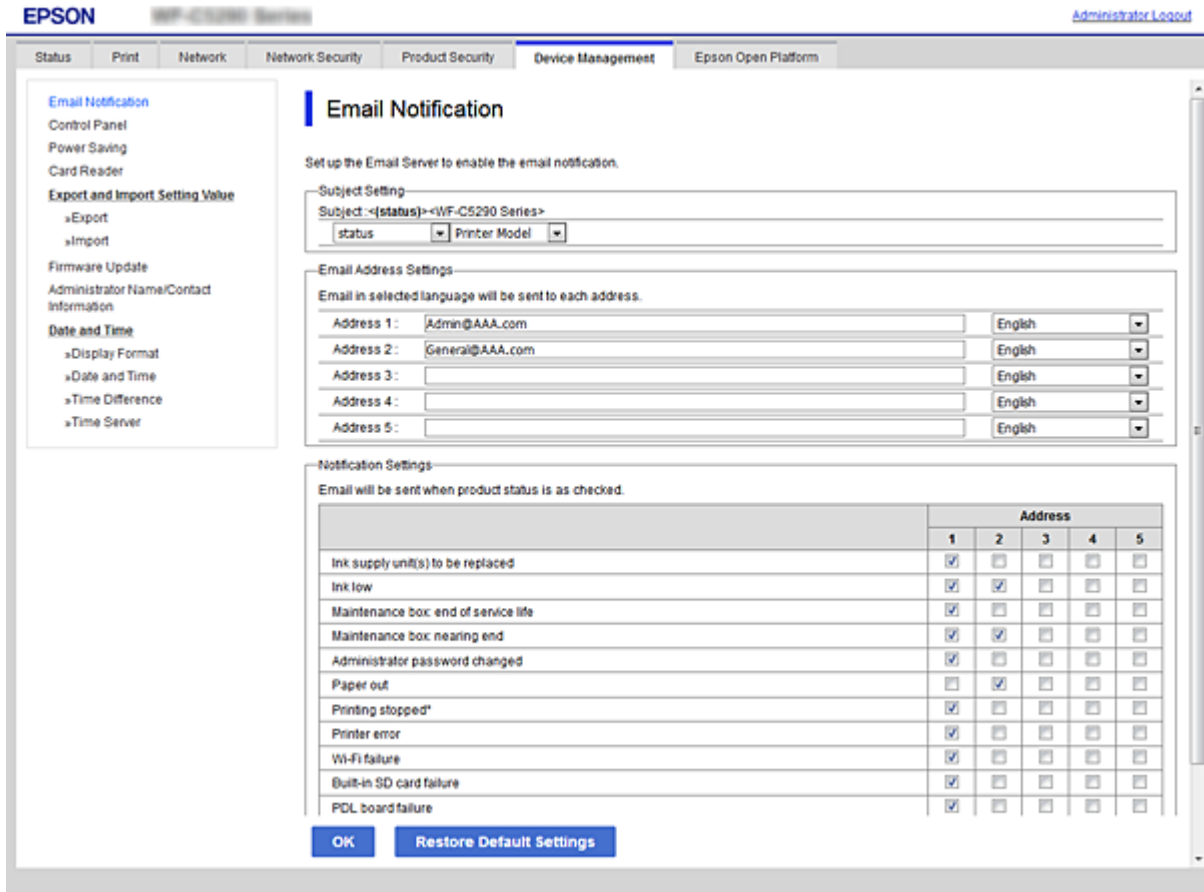 EPSON
Administrator Logout
Status Print Network Network Security Product Security Device Management Epson Open Platform
Email Notification
Control Panel
Power Saving
Card Reader
Export and Import Setting Value
»Export
»Import
Firmware Update
Administrator Name/Contact
Information
Date and Time
»Display Format
»Date and Time
»Time Difference
»Time Server
Email Notification
Set up the Email Server to enable the email notification.
Subject Setting
Subject :<(status)><WF-C5290 Series>
status Printer Model
Email Address Settings
Email in selected language will be sent to each address.
Address 1 : Admin@AAA.com English
Address 2 : General@AAA.com English
Address 3 : English
Address 4 : English
Address 5 : English
Notification Settings
Email will be sent when product status is as checked.
Address
1 2 3 4 5
Ink supply unit(s) to be replaced
Ink low
Maintenance box: end of service life
Maintenance box: nearing end
Administrator password changed
Paper out
Printing stopped*
Printer error
Wi-Fi failure
Built-in SD card failure
PDL board failure
OK Restore Default Settings